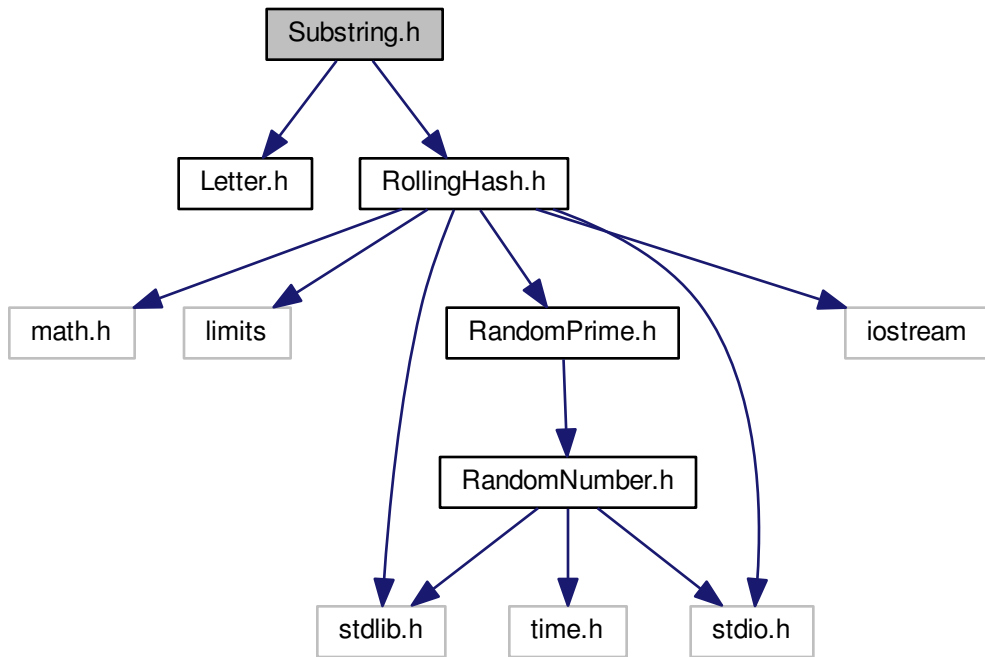 Substring.h
Letter.h
RollingHash.h
math.h
limits
RandomPrime.h
iostream
RandomNumber.h
stdlib.h
time.h
stdio.h